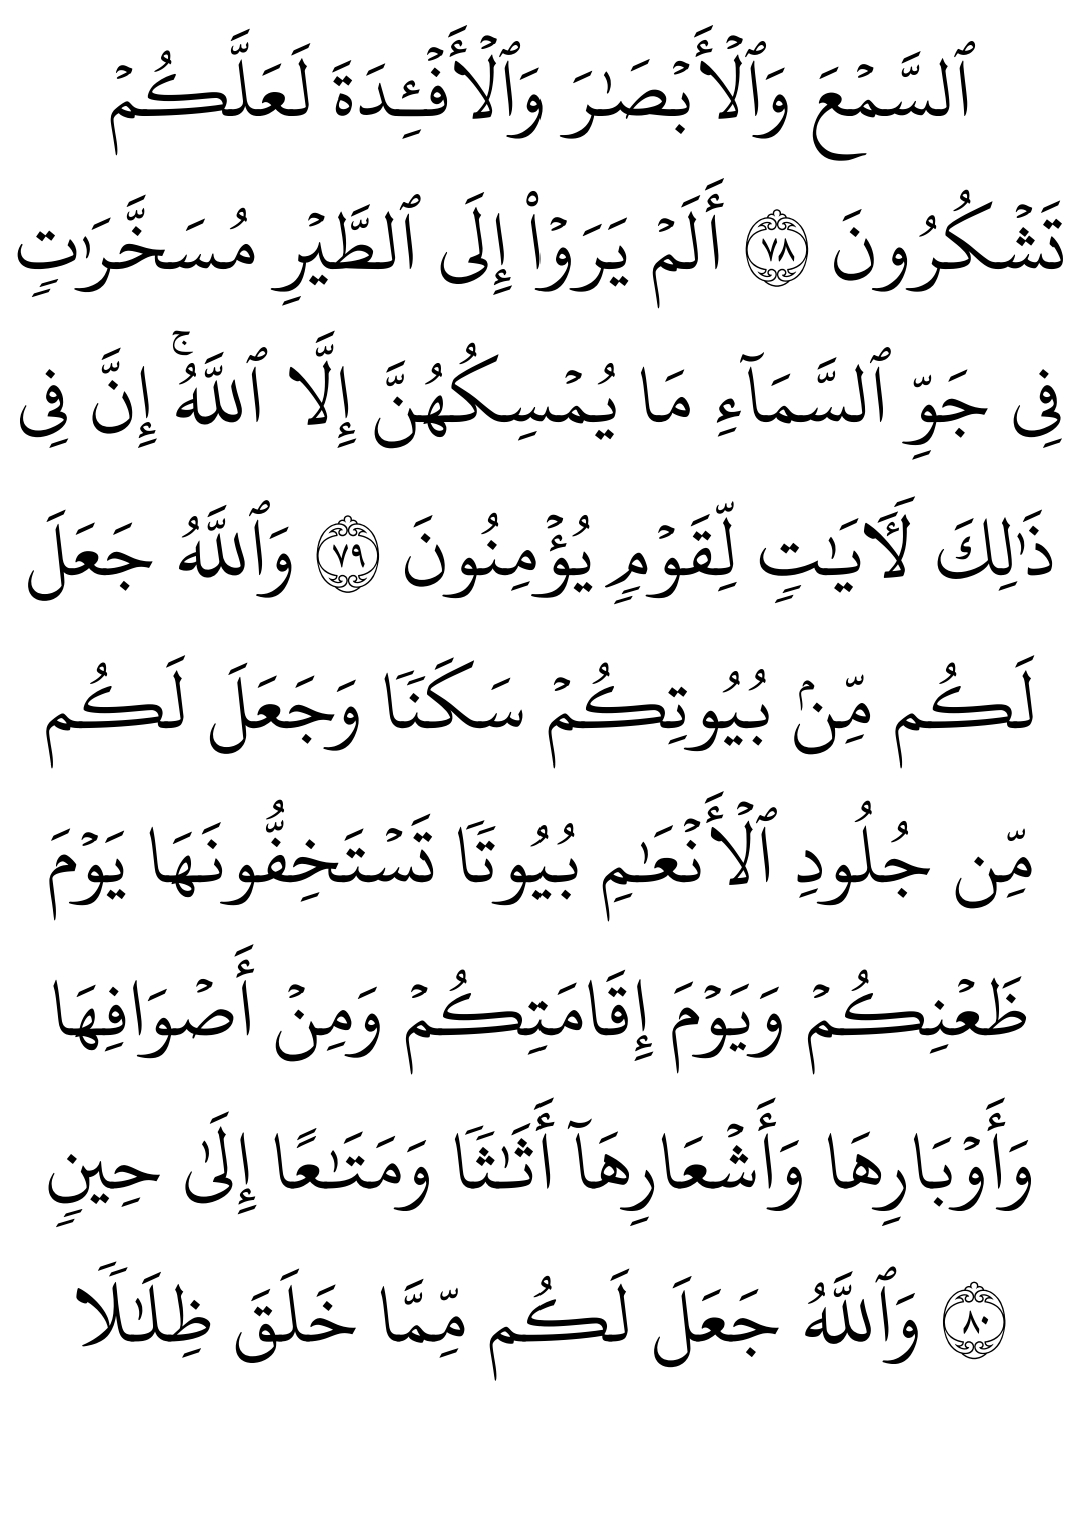 ٱلسَّمۡعَ وَٱلۡأَبۡصَٰرَ وَٱلۡأَفۡـِٔدَةَ لَعَلَّكُمۡ
تَشۡكُرُونَ ٧٨ أَلَمۡ يَرَوۡاْ إِلَى ٱلطَّيۡرِ مُسَخَّرَٰتٖ
فِي جَوِّ ٱلسَّمَآءِ مَا يُمۡسِكُهُنَّ إِلَّا ٱللَّهُۚ إِنَّ فِي
ذَٰلِكَ لَأٓيَٰتٖ لِّقَوۡمٖ يُؤۡمِنُونَ ٧٩ وَٱللَّهُ جَعَلَ
لَكُم مِّنۢ بُيُوتِكُمۡ سَكَنٗا وَجَعَلَ لَكُم
مِّن جُلُودِ ٱلۡأَنۡعَٰمِ بُيُوتٗا تَسۡتَخِفُّونَهَا يَوۡمَ
ظَعۡنِكُمۡ وَيَوۡمَ إِقَامَتِكُمۡ وَمِنۡ أَصۡوَافِهَا
وَأَوۡبَارِهَا وَأَشۡعَارِهَآ أَثَٰثٗا وَمَتَٰعًا إِلَىٰ حِينٖ
٨٠ وَٱللَّهُ جَعَلَ لَكُم مِّمَّا خَلَقَ ظِلَٰلٗا